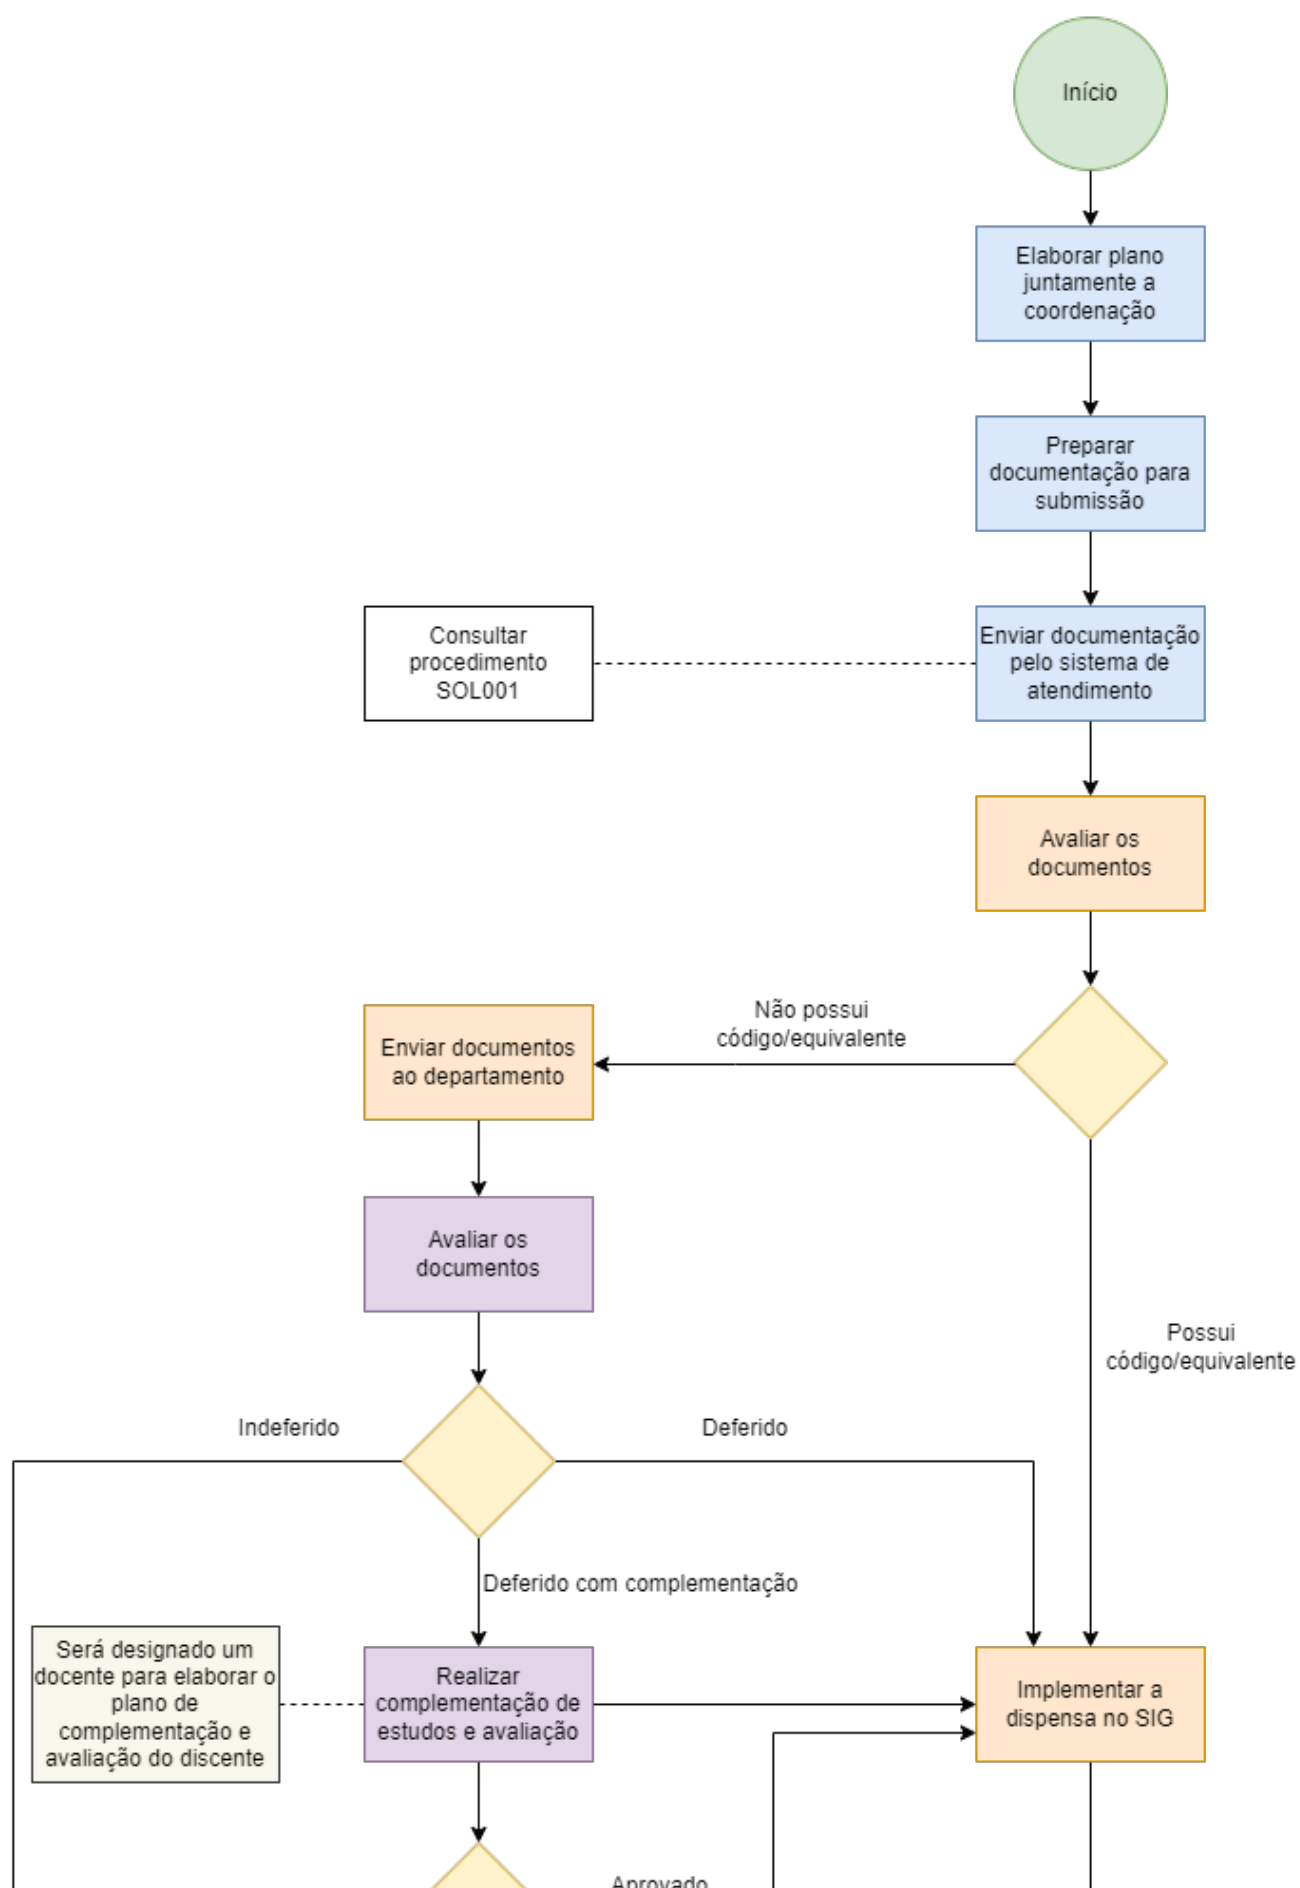 Início
Elaborar plano
juntamente a
coordenação
Preparar
documentação para
submissão
Consultar
procedimento
SOL001
Enviar documentação
pelo sistema de
atendimento
Avaliar os
documentos
Não possui
código/equivalente
Enviar documentos
ao departamento
Avaliar os
documentos
Possui
código/equivalente
Indeferido
Deferido
Deferido com complementação
Será designado um
docente para elaborar o
plano de
complementação e
avaliação do discente
Realizar
complementação de
estudos e avaliação
Implementar a
dispensa no SIG
Aprovado